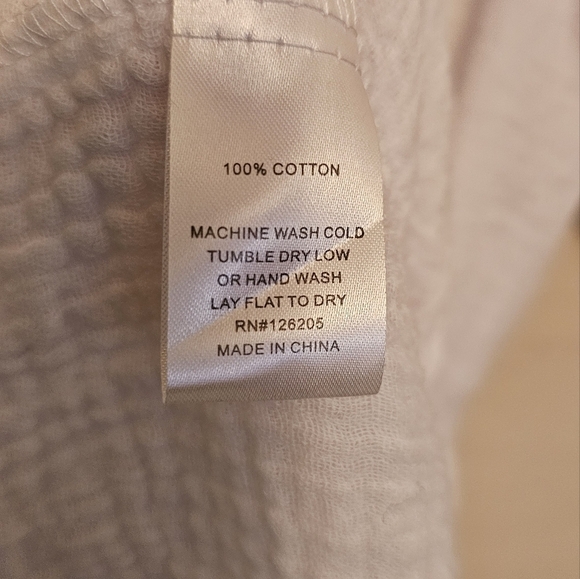 100% COTTON
MACHINE WASH COLD
TUMBLE DRY LOW
OR HAND WASH
LAY FLAT TO DRY
RN#126205
MADE IN CHINA